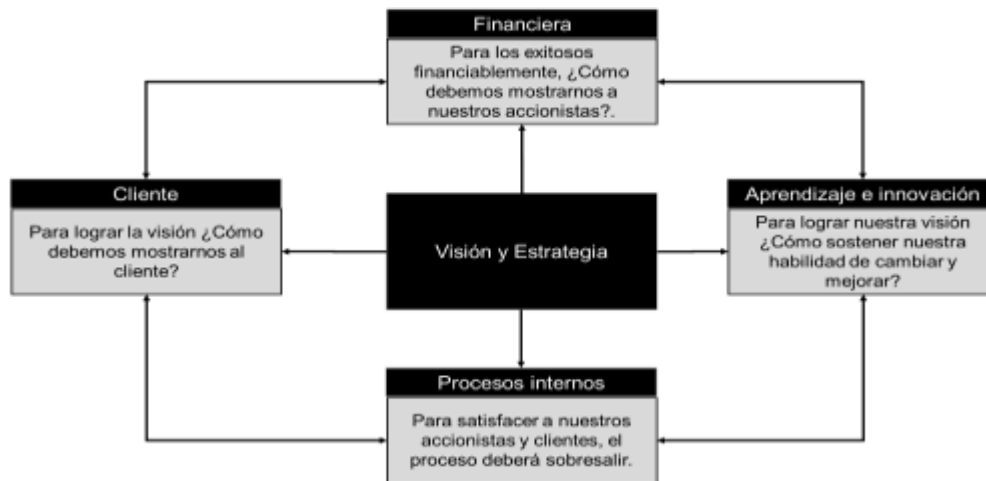 Financiera
Para los exitosos
financiablemente, ¿Cómo
debemos mostrarnos a
nuestros accionistas?.
Cliente
Para lograr la visión ¿Cómo
debemos mostrarnos al
cliente?
Visión y Estrategia
Aprendizaje e innovación
Para lograr nuestra visión
¿Cómo sostener nuestra
habilidad de cambiar y
mejorar?
Procesos internos
Para satisfacer a nuestros
accionistas y clientes, el
proceso deberá sobresalir.